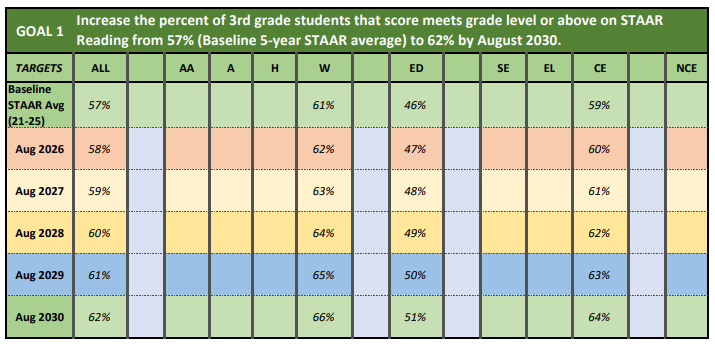 GOAL 1 Increase the percent of 3rd grade students that score meets grade level or above on STAAR
Reading from 57% (Baseline 5-year STAAR average) to 62% by August 2030.
TARGETS ALL AA A H W ED SE EL CE NCE
Baseline
STAAR Avg 57% 61% 46% 59%
(21-25)
Aug 2026 58% 62% 47% 60%
Aug 2027 59% 63% 48% 61%
Aug 2028 60% 64% 49% 62%
Aug 2029 61% 65% 50% 63%
Aug 2030 62% 66% 51% 64%